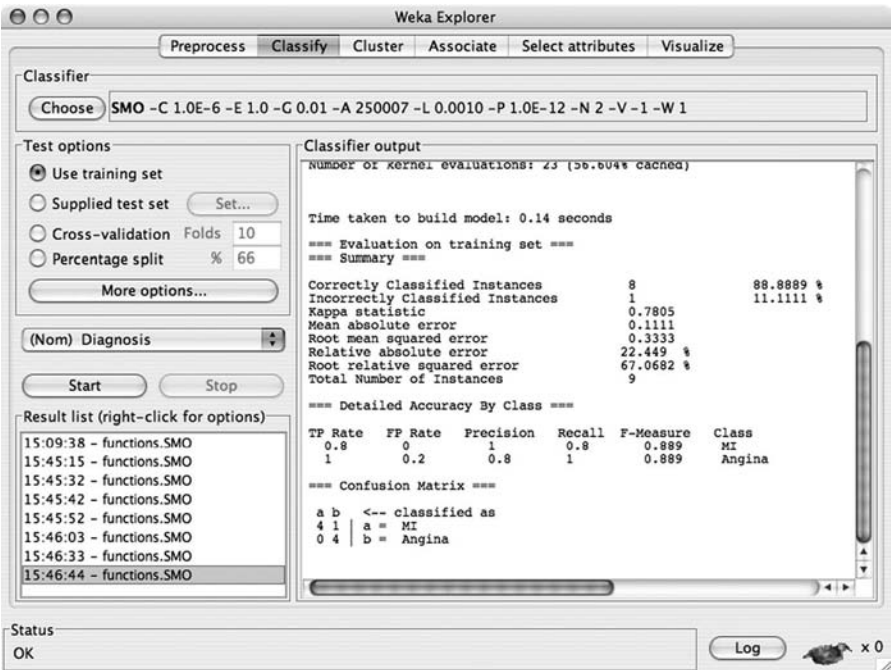 Weka Explorer
Preprocess Classify Cluster Associate Select attributes Visualize
Classifier
Choose SMO -C 1.0E-6 -E 1.0 -G 0.01 -A 250007 -L 0.0010 -P 1.0E-12 -N 2 -V -1 -W 1
Test options
Use training set
Supplied test set Set...
Cross-validation Folds 10
Percentage split % 66
More options...
(Nom) Diagnosis
Start Stop
Result list (right-click for options)
15:09:38 - functions.SMO
15:45:15 - functions.SMO
15:45:32 - functions.SMO
15:45:42 - functions.SMO
15:45:52 - functions.SMO
15:46:03 - functions.SMO
15:46:33 - functions.SMO
15:46:44 - functions.SMO
Classifier output
Number of kernel evaluations: 23 (56.604% cached)
Time taken to build model: 0.14 seconds
=== Evaluation on training set ===
=== Summary ===
Correctly Classified Instances 8 88.8889 %
Incorrectly Classified Instances 1 11.1111 %
Kappa statistic 0.7805
Mean absolute error 0.1111
Root mean squared error 0.3333
Relative absolute error 22.449 %
Root relative squared error 67.0682 %
Total Number of Instances 9
=== Detailed Accuracy By Class ===
TP Rate FP Rate Precision Recall F-Measure Class
0.8 0 1 0.8 0.889 MI
1 0.2 0.8 1 0.889 Angina
=== Confusion Matrix ===
a b <-- classified as
4 1 | a = MI
0 4 | b = Angina
Status
OK
Log x 0